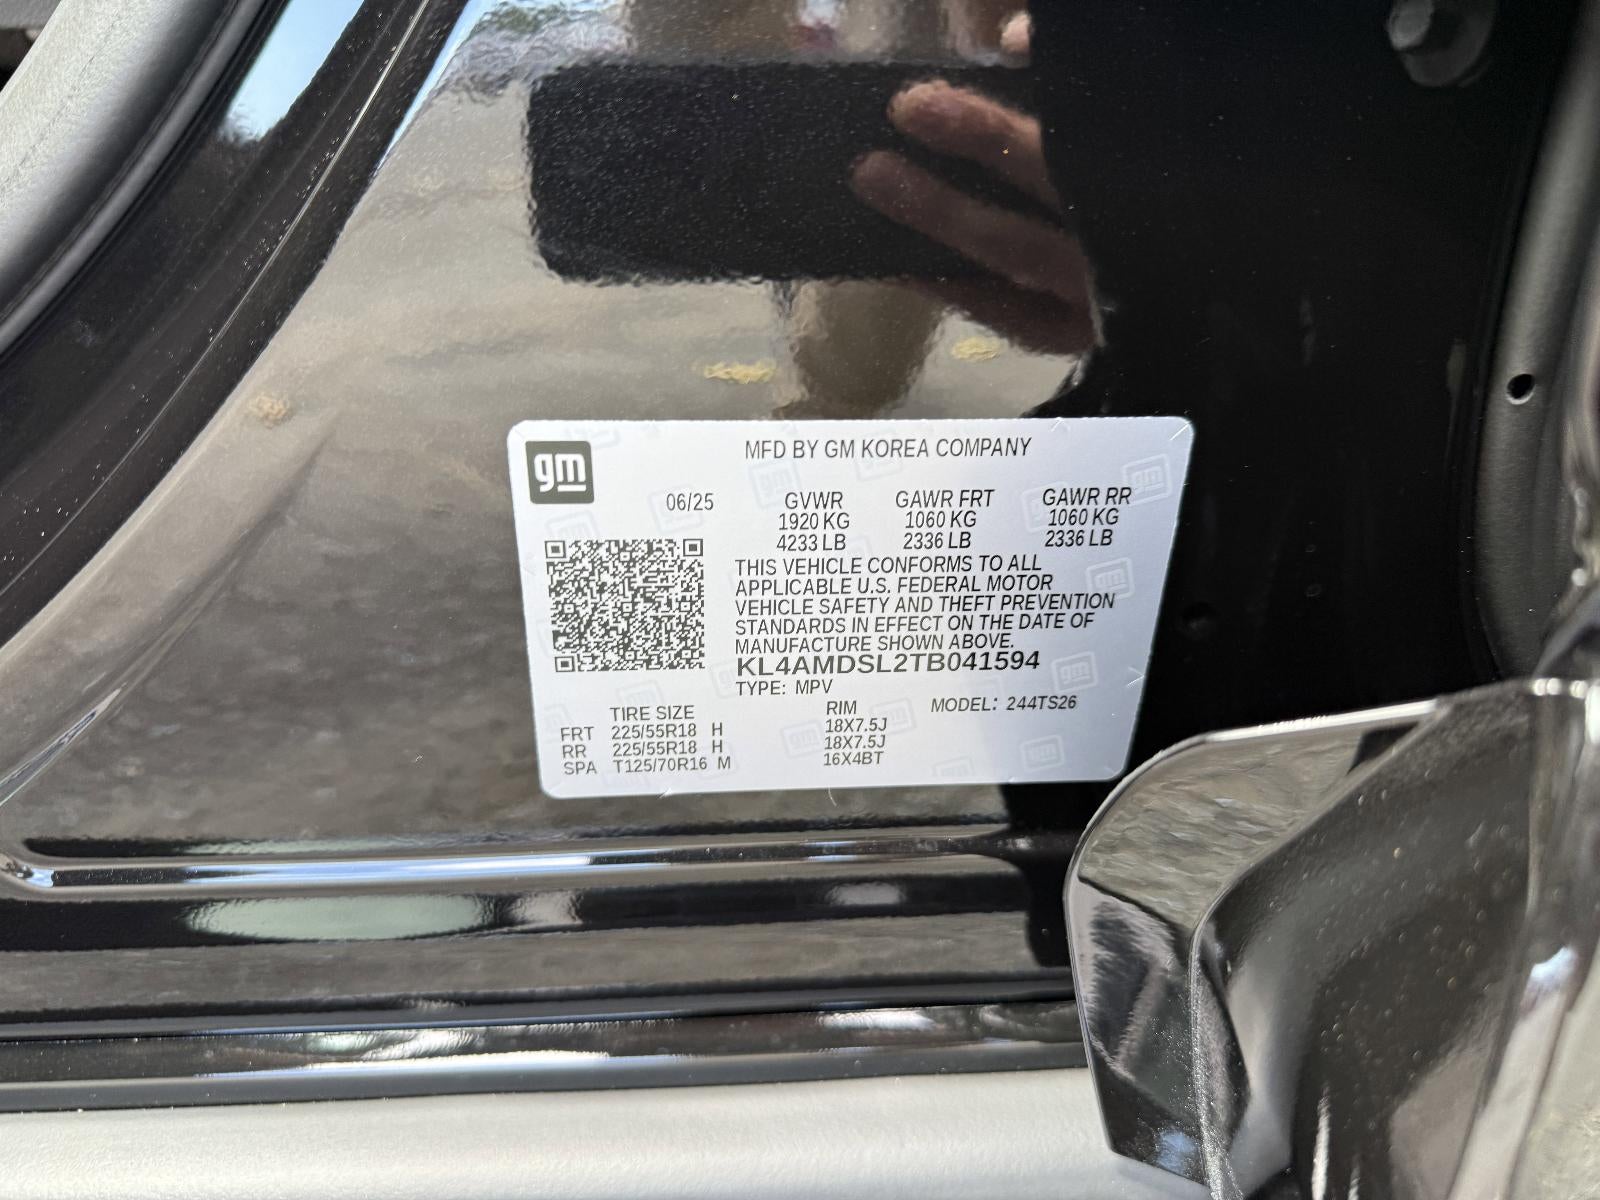 gm
MFD BY GM KOREA COMPANY
06/25 GVWR GAWR FRT GAWR RR
1920 KG 1060 KG 1060 KG
4233 LB 2336 LB 2336 LB
THIS VEHICLE CONFORMS TO ALL
APPLICABLE U.S. FEDERAL MOTOR
VEHICLE SAFETY AND THEFT PREVENTION
STANDARDS IN EFFECT ON THE DATE OF
MANUFACTURE SHOWN ABOVE.
KL4AMDSL2TB041594
TYPE: MPV
TIRE SIZE RIM MODEL: 244TS26
FRT 225/55R18 H 18X7.5J
RR 225/55R18 H 18X7.5J
SPA T125/70R16 M 16X4BT